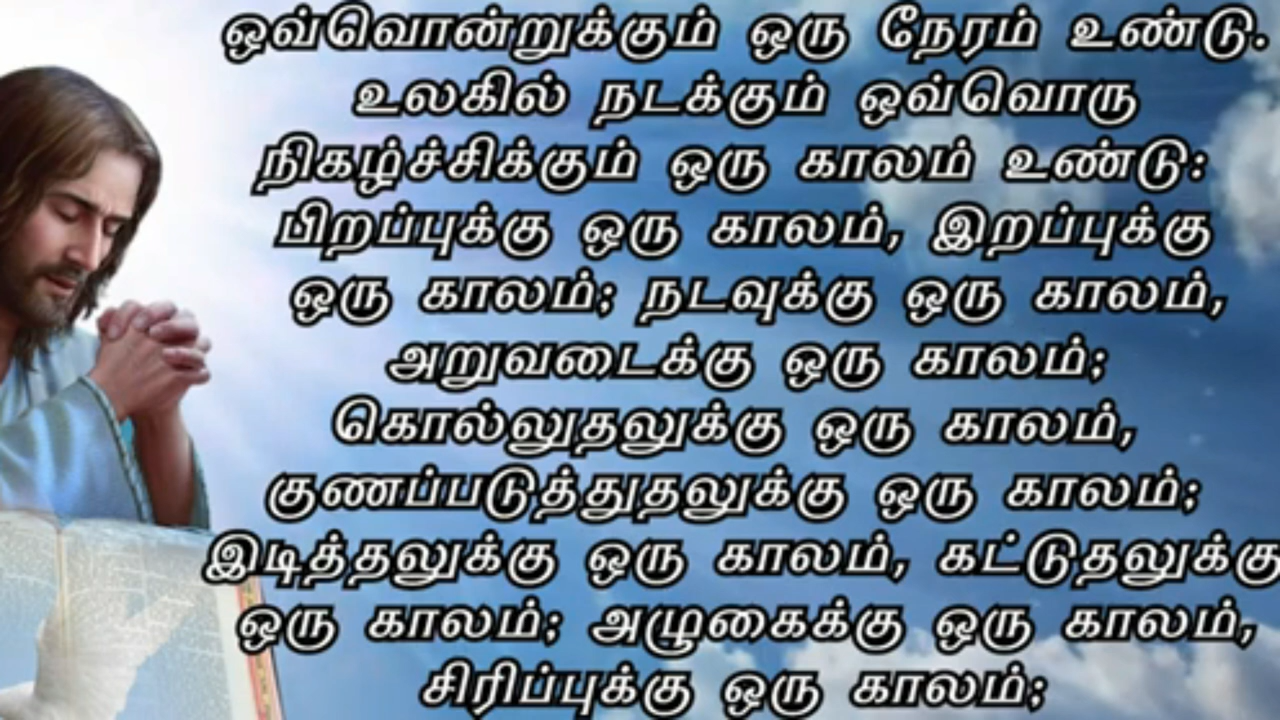 ஒவ்வொன்றுக்கும் ஒரு நேரம் உண்டு.
உலகில் நடக்கும் ஒவ்வொரு
நிகழ்ச்சிக்கும் ஒரு காலம் உண்டு:
பிறப்புக்கு ஒரு காலம், இறப்புக்கு
ஒரு காலம்; நடவுக்கு ஒரு காலம்,
அறுவடைக்கு ஒரு காலம்;
கொல்லுதலுக்கு ஒரு காலம்,
குணப்படுத்துதலுக்கு ஒரு காலம்;
இடித்தலுக்கு ஒரு காலம், கட்டுதலுக்கு
ஒரு காலம்; அழுகைக்கு ஒரு காலம்,
சிரிப்புக்கு ஒரு காலம்;